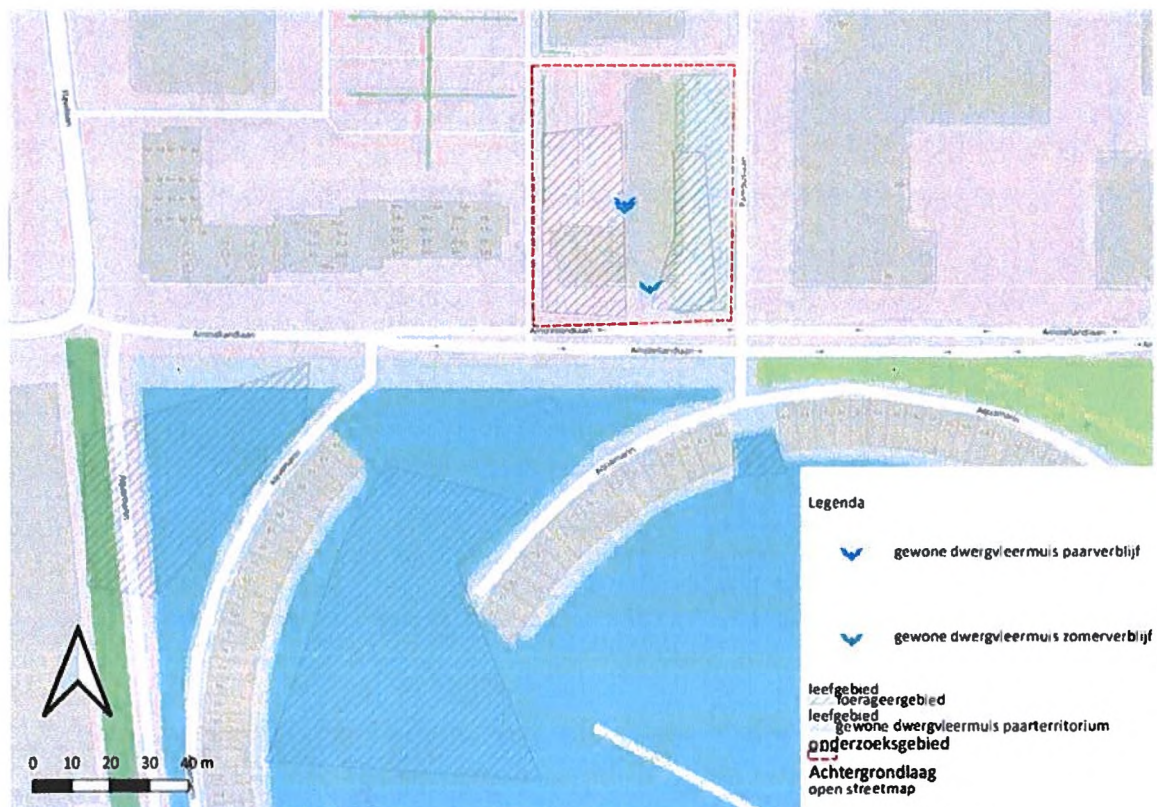 Amstellandlaan
Amstellandlaan
Amstellandlaan
Amstellandlaan
Aquamarijn
Aquamarijn
Aquamarijn
Legenda
gewone dwergvleermuis paarverblijf
gewone dwergvleermuis zomerverblijf
leefgebied
foerageergebied
leefgebied
gewone dwergvleermuis paarterritorium
onderzoeksgebied
Achtergrondlaag
open streetmap
0 10 20 30 40 m